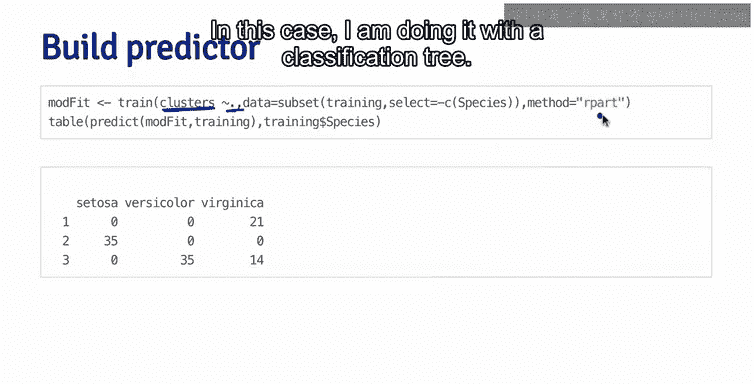 In this case, I am doing it with a
classification tree.
Build predictor
modFit <- train(clusters ~.,data=subset(training,select=-c(Species)),method="rpart")
table(predict(modFit,training),training$Species)
setosa versicolor virginica
1 0 0 21
2 35 0 0
3 0 35 14